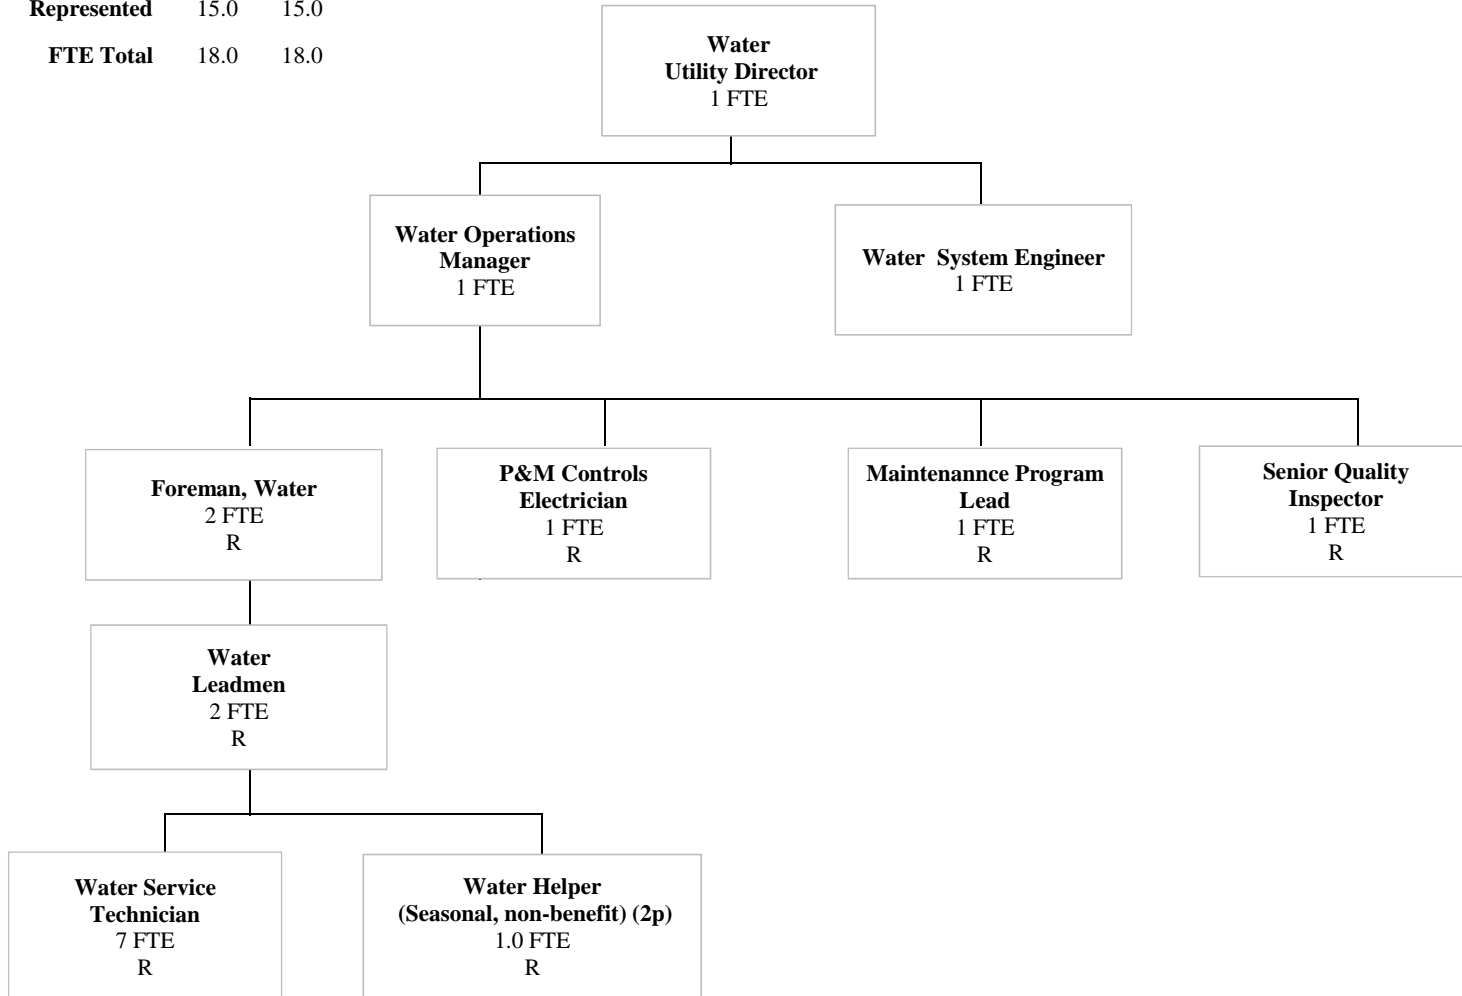 Represented 15.0 15.0
FTE Total 18.0 18.0
Water
Utility Director
1 FTE
Water Operations
Manager
1 FTE
Water System Engineer
1 FTE
Foreman, Water
2 FTE
R
P&M Controls
Electrician
1 FTE
R
Maintenannce Program
Lead
1 FTE
R
Senior Quality
Inspector
1 FTE
R
Water
Leadmen
2 FTE
R
Water Service
Technician
7 FTE
R
Water Helper
(Seasonal, non-benefit) (2p)
1.0 FTE
R